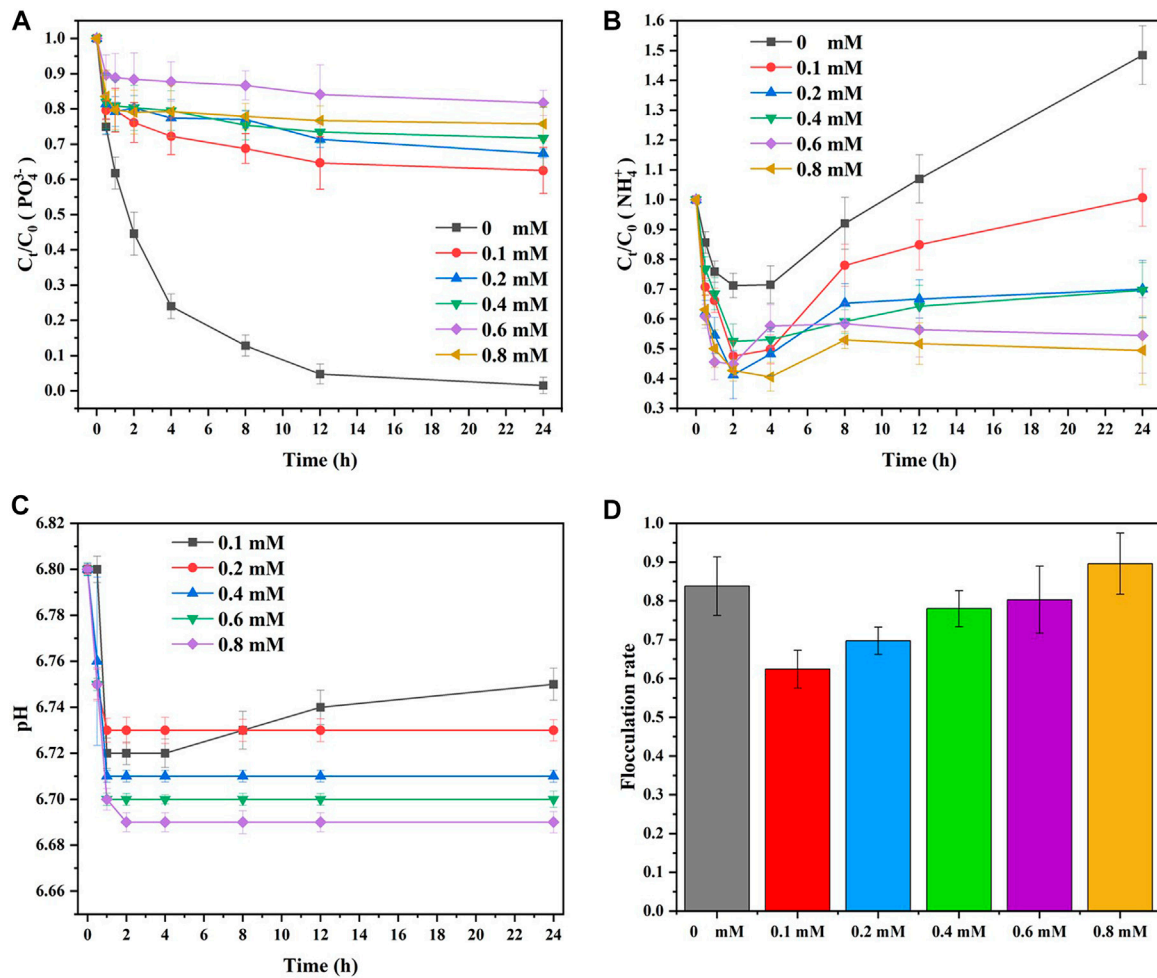 A
1.0
0.9
0.8
0.7
0.6
0.5
0.4
0.3
0.2
0.1
0.0
Cₜ/C₀ ( PO₄³⁻)
0 mM
0.1 mM
0.2 mM
0.4 mM
0.6 mM
0.8 mM
0 2 4 6 8 10 12 14 16 18 20 22 24
Time (h)
B
1.6
1.5
1.4
1.3
1.2
1.1
1.0
0.9
0.8
0.7
0.6
0.5
0.4
0.3
Cₜ/C₀ ( NH₄⁺)
0 mM
0.1 mM
0.2 mM
0.4 mM
0.6 mM
0.8 mM
0 2 4 6 8 10 12 14 16 18 20 22 24
Time (h)
C
6.82
6.80
6.78
6.76
6.74
6.72
6.70
6.68
6.66
pH
0.1 mM
0.2 mM
0.4 mM
0.6 mM
0.8 mM
0 2 4 6 8 10 12 14 16 18 20 22 24
Time (h)
D
1.0
0.9
0.8
0.7
0.6
0.5
0.4
0.3
0.2
0.1
0.0
Flocculation rate
0 mM 0.1 mM 0.2 mM 0.4 mM 0.6 mM 0.8 mM